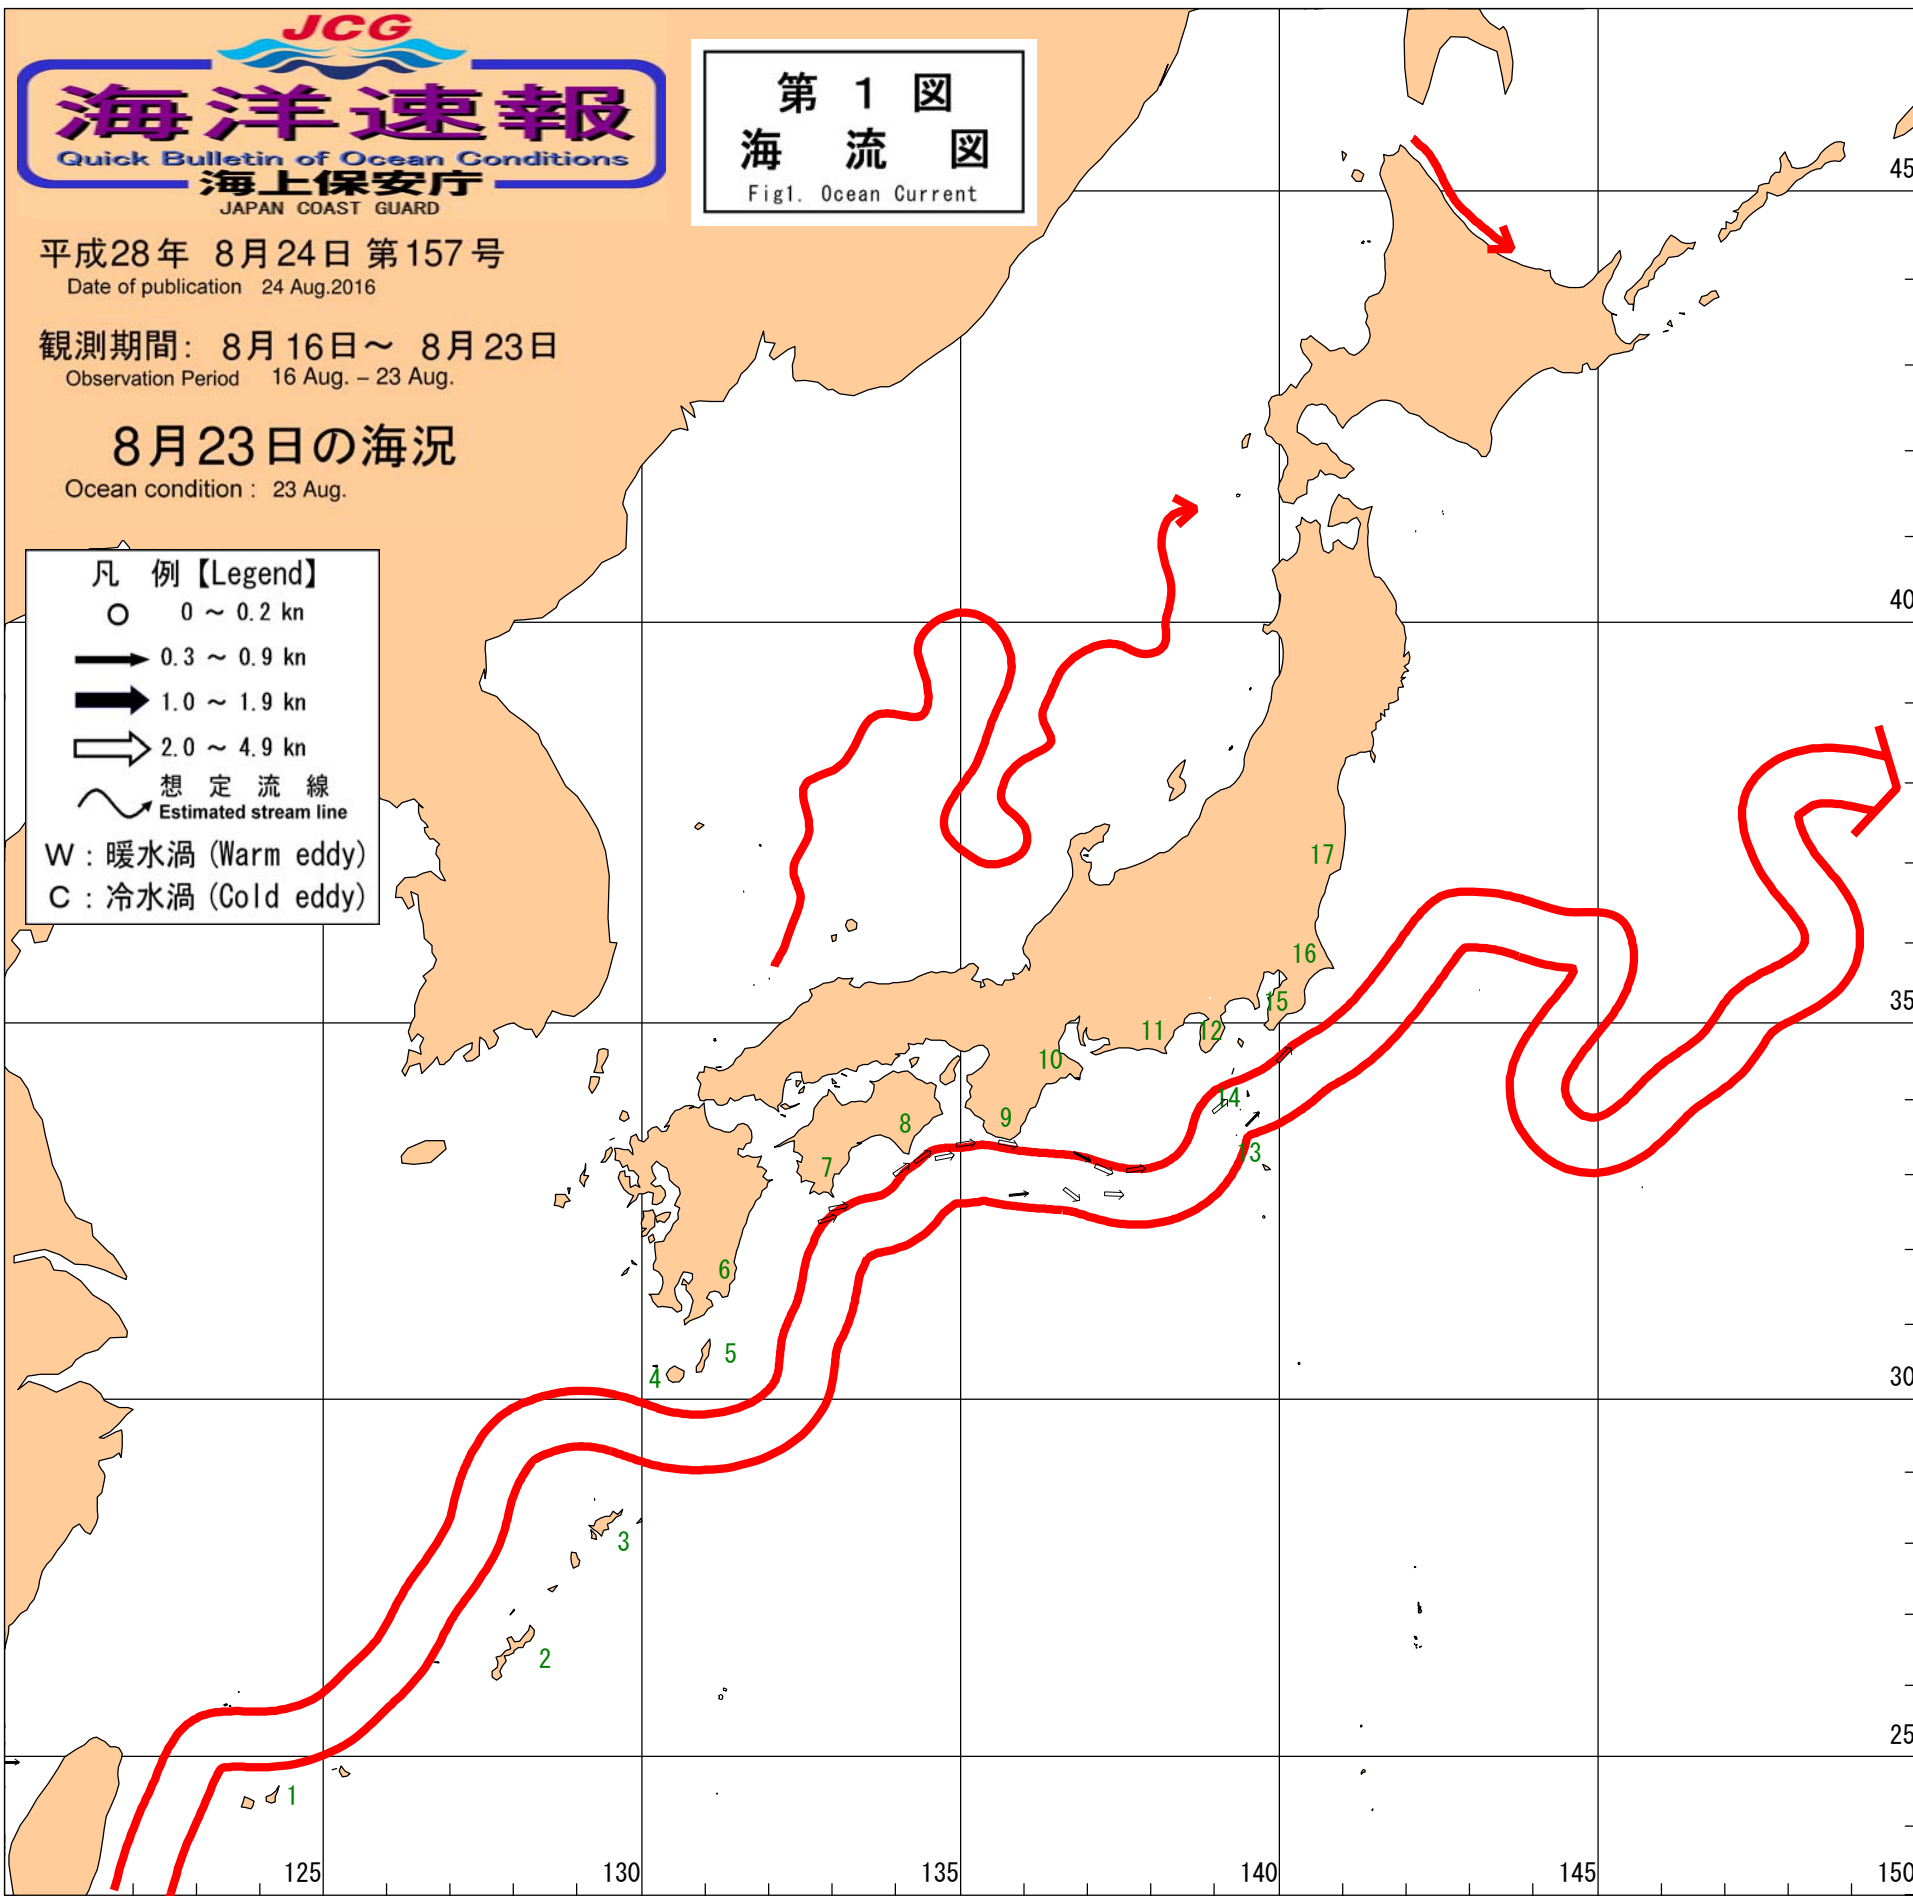 JCG
海洋速報
Quick Bulletin of Ocean Conditions
海上保安庁
JAPAN COAST GUARD
第 1 図
海 流 図
Fig1. Ocean Current
平成28年 8月24日 第157号
Date of publication 24 Aug.2016
観測期間: 8月16日～ 8月23日
Observation Period 16 Aug. – 23 Aug.
8月23日の海況
Ocean condition : 23 Aug.
凡 例【Legend】
0 ～ 0.2 kn
0.3 ～ 0.9 kn
1.0 ～ 1.9 kn
2.0 ～ 4.9 kn
想 定 流 線
Estimated stream line
W : 暖水渦 (Warm eddy)
C : 冷水渦 (Cold eddy)
45
40
35
30
25
17
16
15
12
11
10
14
13
9
8
7
6
5
4
3
2
1
125
130
135
140
145
150